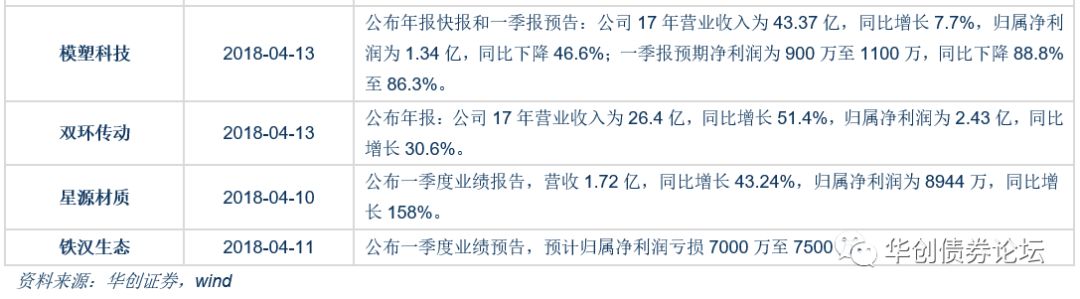 公布年报快报和一季报预告：公司 17 年营业收入为 43.37 亿，同比增长 7.7%，归属净利
模塑科技 2018-04-13 润为 1.34 亿，同比下降 46.6%；一季报预期净利润为 900 万至 1100 万，同比下降 88.8%
至 86.3%。
双环传动 2018-04-13 公布年报：公司 17 年营业收入为 26.4 亿，同比增长 51.4%，归属净利润为 2.43 亿，同比
增长 30.6%。
星源材质 2018-04-10 公布一季度业绩报告，营收 1.72 亿，同比增长 43.24%，归属净利润为 8944 万，同比增
长 158%。
铁汉生态 2018-04-11 公布一季度业绩预告，预计归属净利润亏损 7000 万至 7500
华创债券论坛
资料来源：华创证券，wind